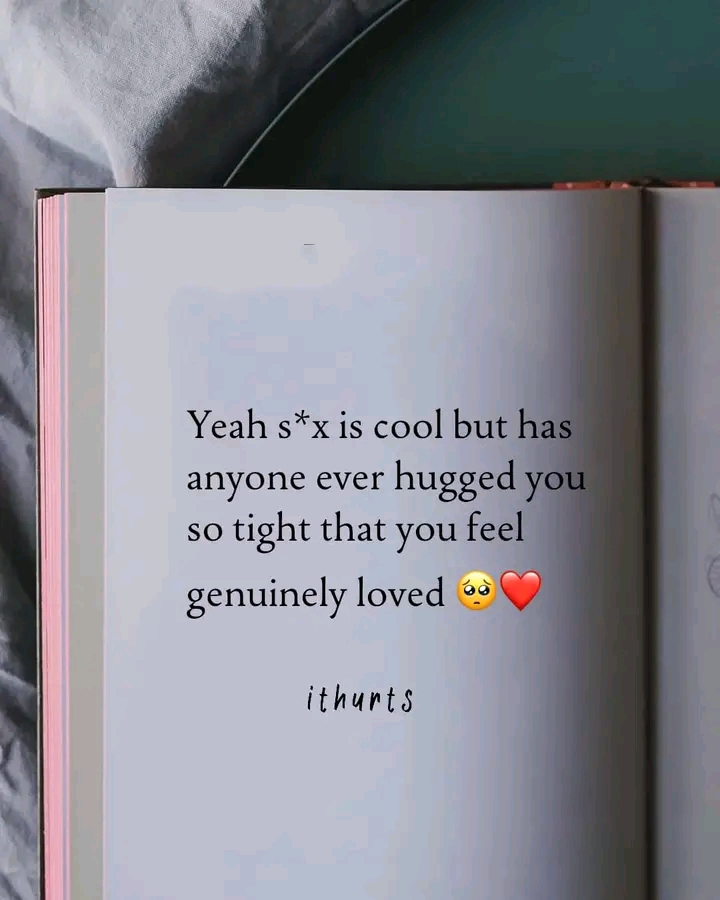 Yeah s*x is cool but has
anyone ever hugged you
so tight that you feel
genuinely loved 🥺❤️
ithurts